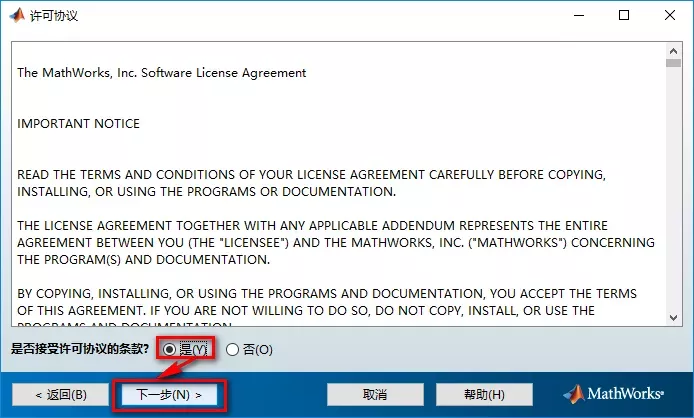 许可协议
The MathWorks, Inc. Software License Agreement
IMPORTANT NOTICE
READ THE TERMS AND CONDITIONS OF YOUR LICENSE AGREEMENT CAREFULLY BEFORE COPYING,
INSTALLING, OR USING THE PROGRAMS OR DOCUMENTATION.
THE LICENSE AGREEMENT TOGETHER WITH ANY APPLICABLE ADDENDUM REPRESENTS THE ENTIRE
AGREEMENT BETWEEN YOU (THE "LICENSEE") AND THE MATHWORKS, INC. ("MATHWORKS") CONCERNING
THE PROGRAM(S) AND DOCUMENTATION.
BY COPYING, INSTALLING, OR USING THE PROGRAMS AND DOCUMENTATION, YOU ACCEPT THE TERMS
OF THIS AGREEMENT. IF YOU ARE NOT WILLING TO DO SO, DO NOT COPY, INSTALL, OR USE THE
PROGRAMS AND DOCUMENTATION
是否接受许可协议的条款? 是(Y) 否(O)
< 返回(B) 下一步(N) > 取消 帮助(H) MathWorks®